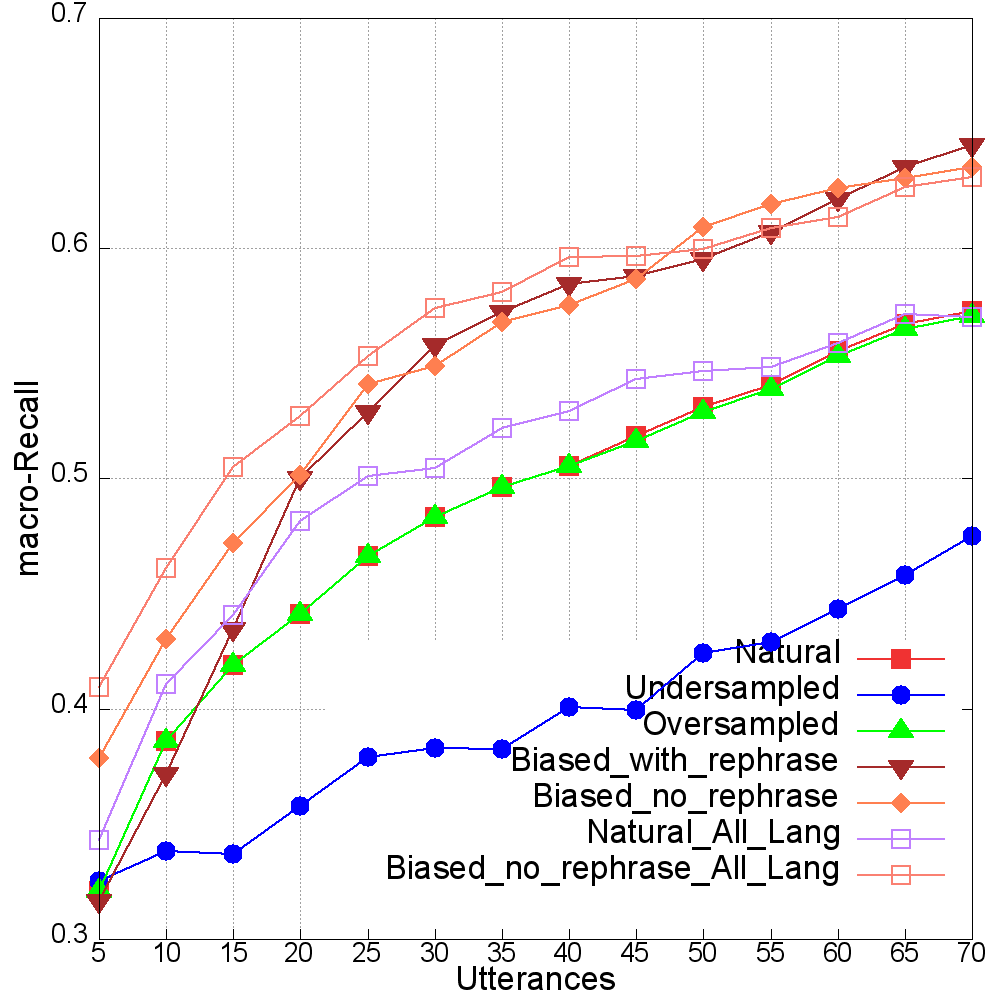 0.7
0.6
0.5
0.4
0.3
macro-Recall
5 10 15 20 25 30 35 40 45 50 55 60 65 70
Utterances
Natural
Undersampled
Oversampled
Biased_with_rephrase
Biased_no_rephrase
Natural_All_Lang
Biased_no_rephrase_All_Lang